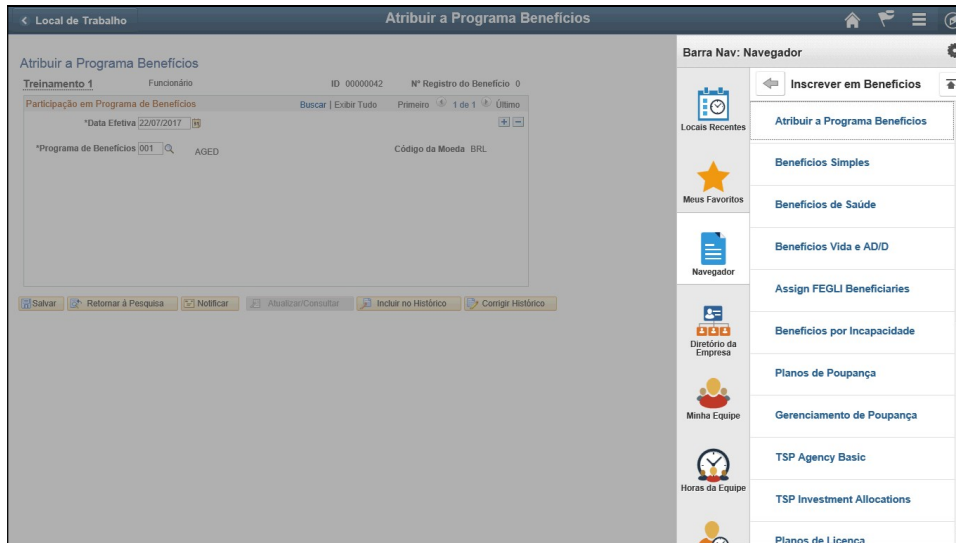 Local de Trabalho
Atribuir a Programa Benefícios
Atribuir a Programa Benefícios
Treinamento 1 Funcionário ID 00000042 Nº Registro do Benefício 0
Participação em Programa de Benefícios Buscar | Exibir Tudo Primeiro 1 de 1 Último
*Data Efetiva 22/07/2017
*Programa de Benefícios 001 AGED Código da Moeda BRL
Salvar Retornar à Pesquisa Notificar Atualizar/Consultar Incluir no Histórico Corrigir Histórico
Barra Nav: Navegador
Locais Recentes
Meus Favoritos
Navegador
Diretório da
Empresa
Minha Equipe
Horas da Equipe
Inscrever em Benefícios
Atribuir a Programa Benefícios
Benefícios Simples
Benefícios de Saúde
Benefícios Vida e AD/D
Assign FEGLI Beneficiaries
Benefícios por Incapacidade
Planos de Poupança
Gerenciamento de Poupança
TSP Agency Basic
TSP Investment Allocations
Planos de Licença